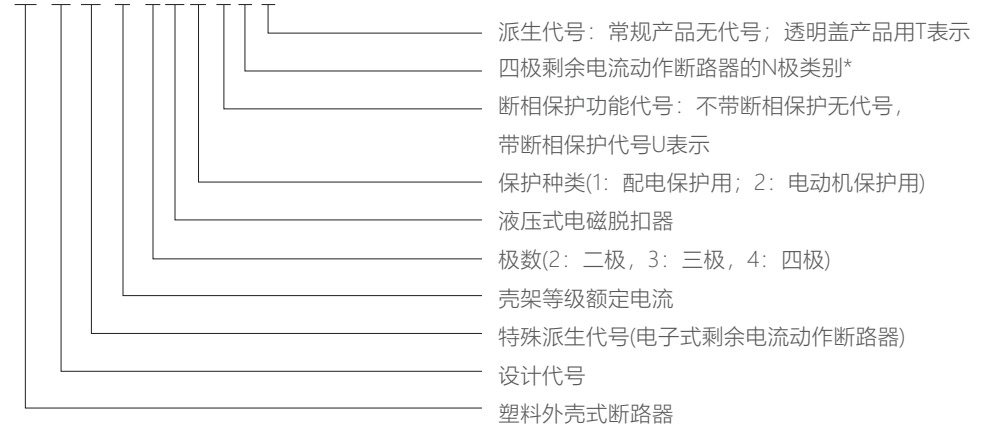 派生代号：常规产品无代号；透明盖产品用T表示
四极剩余电流动作断路器的N极类别*
断相保护功能代号：不带断相保护无代号，
带断相保护代号U表示
保护种类(1：配电保护用；2：电动机保护用)
液压式电磁脱扣器
极数(2：二极，3：三极，4：四极)
壳架等级额定电流
特殊派生代号(电子式剩余电流动作断路器)
设计代号
塑料外壳式断路器